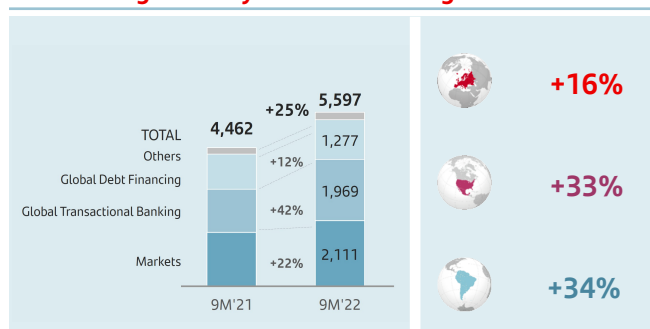 TOTAL 4,462 +25% 5,597
Others
Global Debt Financing +12% 1,277
Global Transactional Banking +42% 1,969
Markets +22% 2,111
9M'21 9M'22
+16%
+33%
+34%